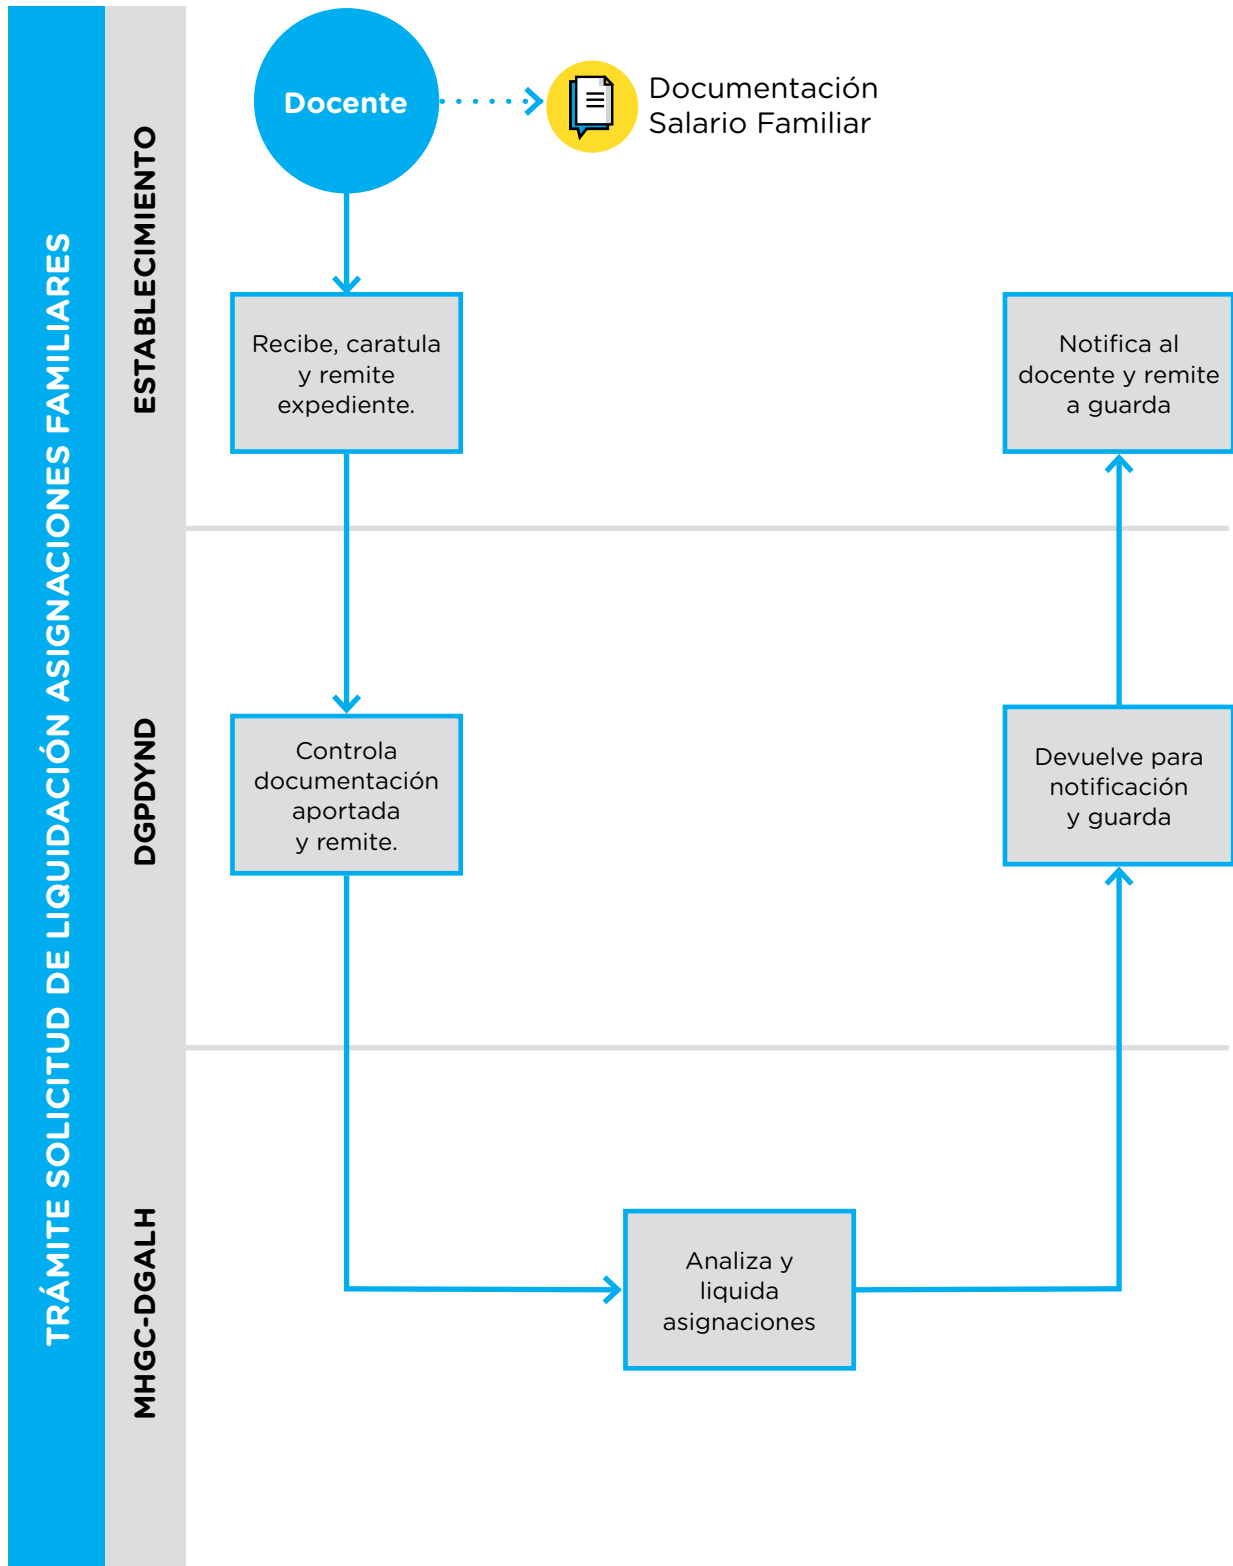 TRÁMITE SOLICITUD DE LIQUIDACIÓN ASIGNACIONES FAMILIARES
ESTABLECIMIENTO
Docente
Documentación
Salario Familiar
Recibe, caratula
y remite
expediente.
Notifica al
docente y remite
a guarda
DGPDYND
Controla
documentación
aportada
y remite.
Devuelve para
notificación
y guarda
MHGC-DGALH
Analiza y
liquida
asignaciones